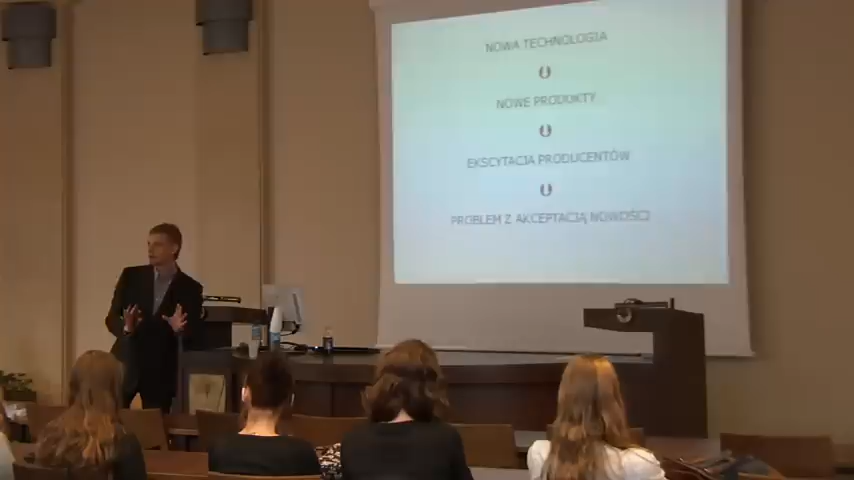 NOWA TECHNOLOGIA
NOWE PRODUKTY
EKSCYTACJA PRODUCENTÓW
PROBLEM Z AKCEPTACJĄ NOWOŚCI